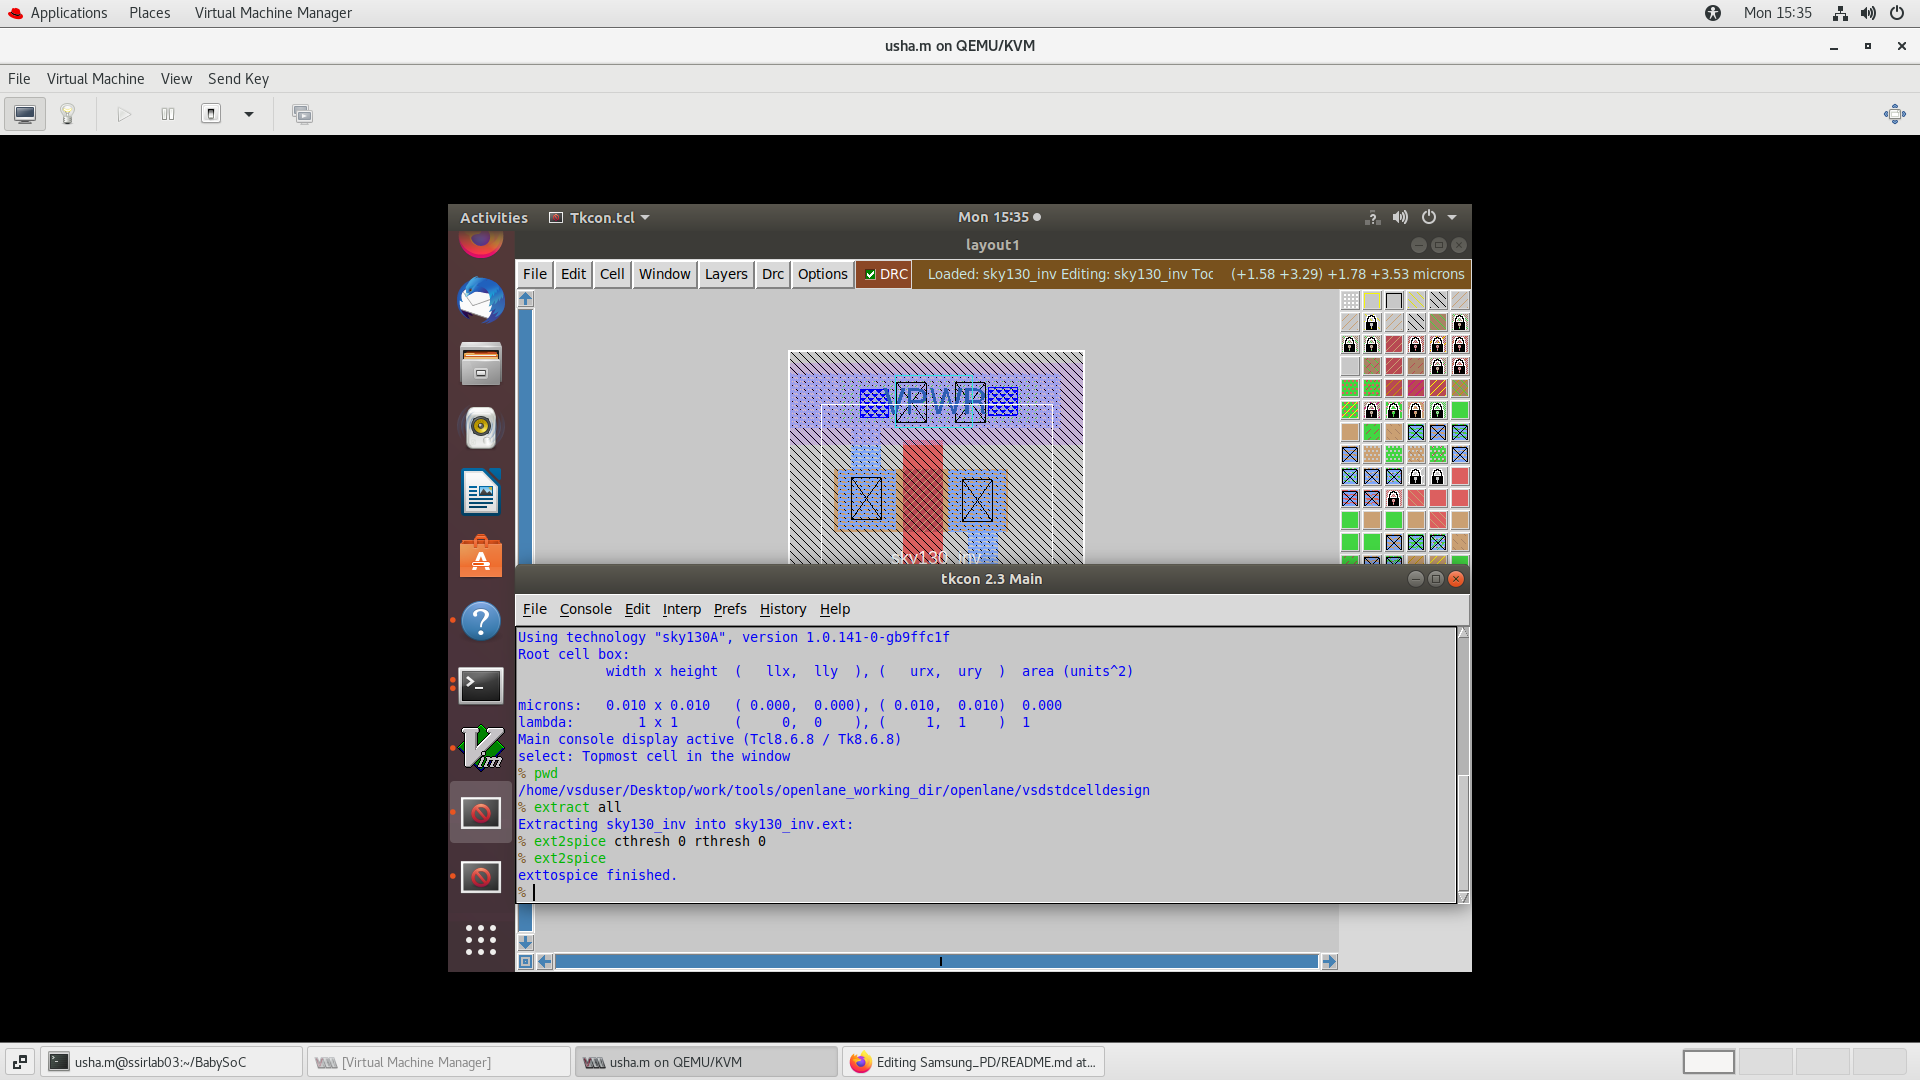 Applications Places Virtual Machine Manager Mon 15:35
usha.m on QEMU/KVM
File Virtual Machine View Send Key
Activities Tkcon.tcl Mon 15:35
layout1
File Edit Cell Window Layers Drc Options DRC Loaded: sky130_inv Editing: sky130_inv Toc (+1.58 +3.29) +1.78 +3.53 microns
VPWR
sky130_inv
tkcon 2.3 Main
File Console Edit Interp Prefs History Help
Using technology "sky130A", version 1.0.141-0-gb9ffc1f
Root cell box:
width x height ( llx, lly ), ( urx, ury ) area (units^2)
microns: 0.010 x 0.010 ( 0.000, 0.000), ( 0.010, 0.010) 0.000
lambda: 1 x 1 ( 0, 0 ), ( 1, 1 ) 1
Main console display active (Tcl8.6.8 / Tk8.6.8)
select: Topmost cell in the window
% pwd
/home/vsduser/Desktop/work/tools/openlane_working_dir/openlane/vsdstdcelldesign
% extract all
Extracting sky130_inv into sky130_inv.ext:
% ext2spice cthresh 0 rthresh 0
% ext2spice
exttospice finished.
%
usha.m@ssirlab03:~/BabySoC [Virtual Machine Manager] usha.m on QEMU/KVM Editing Samsung_PD/README.md at...